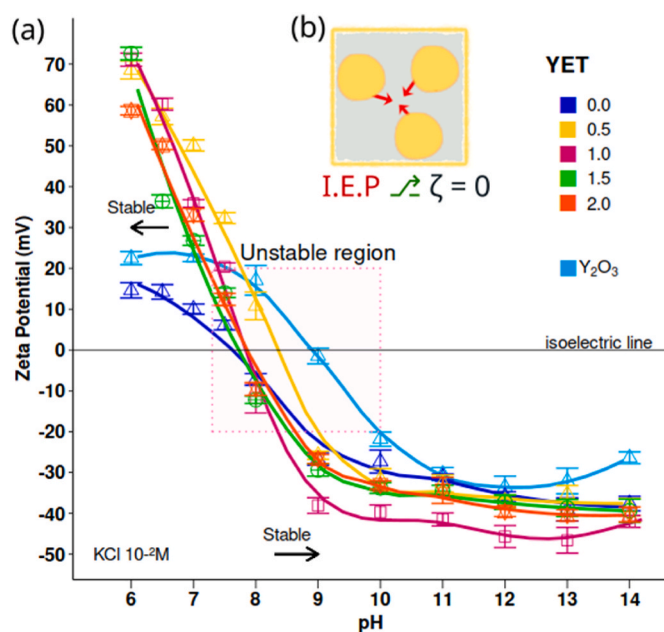 (a)
(b)
I.E.P ⎇ ζ = 0
YET
0.0
0.5
1.0
1.5
2.0
Y₂O₃
Zeta Potential (mV)
70
60
50
40
30
20
10
0
-10
-20
-30
-40
-50
Stable
Unstable region
isoelectric line
Stable
KCl 10-²M
6 7 8 9 10 11 12 13 14
pH